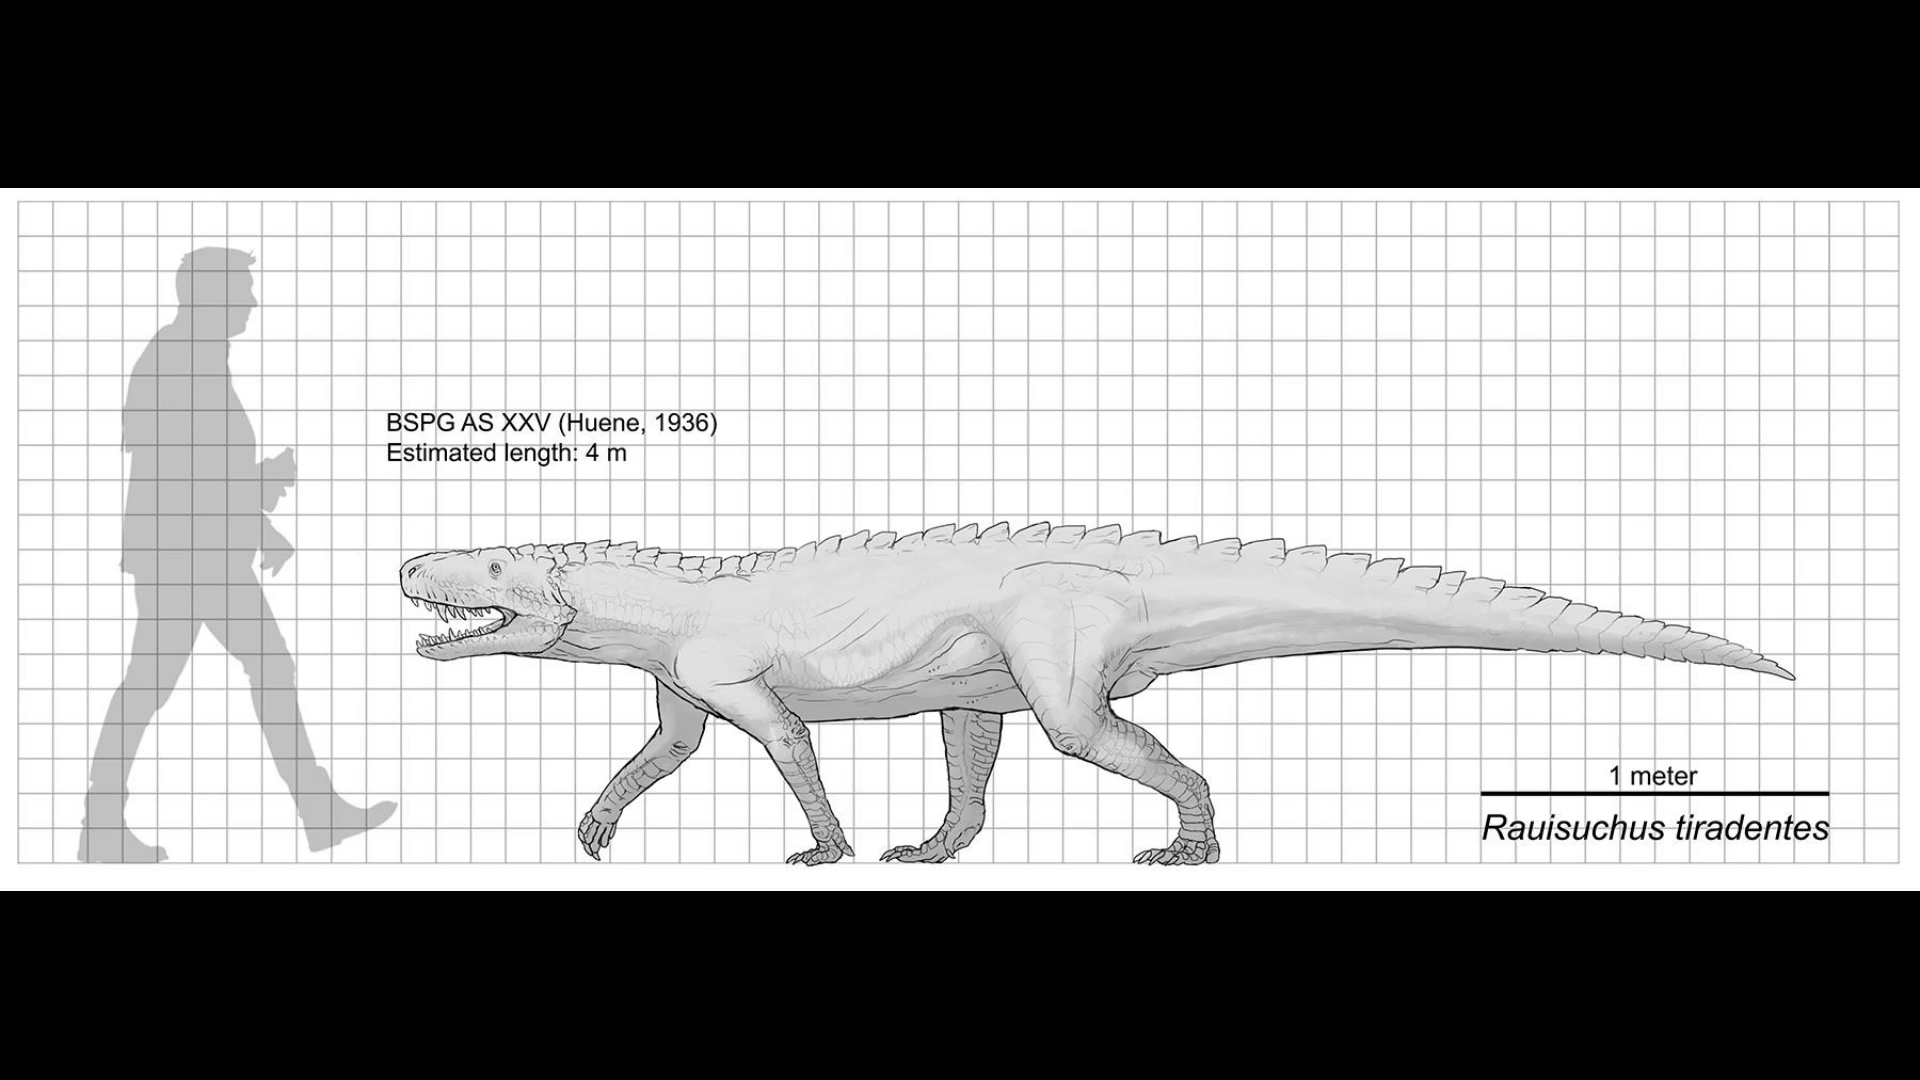 BSPG AS XXV (Huene, 1936)
Estimated length: 4 m
1 meter
Rauisuchus tiradentes